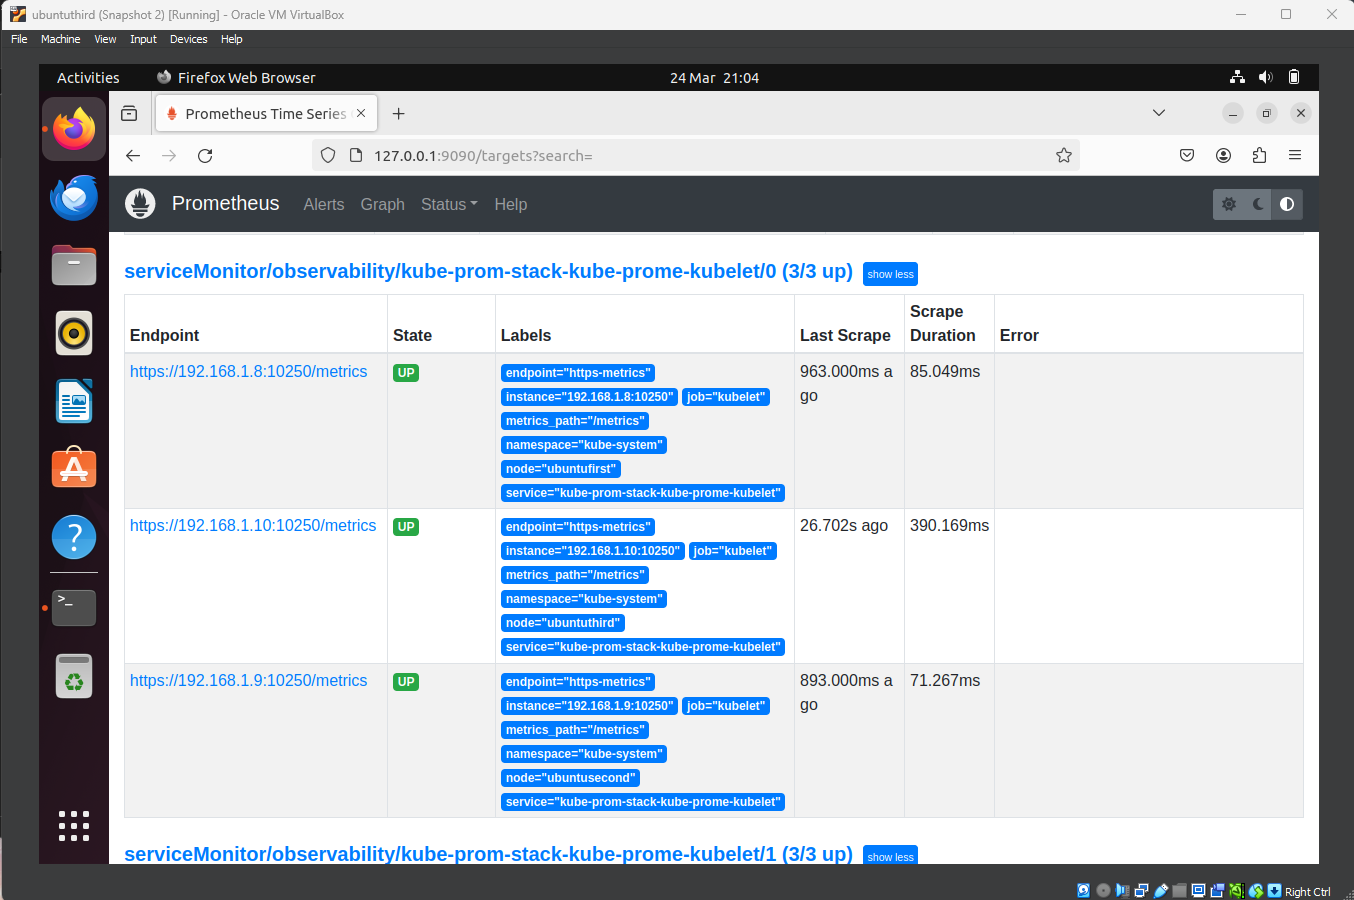 ubuntuthird (Snapshot 2) [Running] - Oracle VM VirtualBox
File Machine View Input Devices Help
Activities Firefox Web Browser 24 Mar 21:04
Prometheus Time Series
127.0.0.1:9090/targets?search=
Prometheus Alerts Graph Status Help
serviceMonitor/observability/kube-prom-stack-kube-prome-kubelet/0 (3/3 up) show less
Endpoint State Labels Last Scrape Scrape Duration Error
https://192.168.1.8:10250/metrics UP endpoint="https-metrics" 963.000ms a 85.049ms
instance="192.168.1.8:10250" job="kubelet" go
metrics_path="/metrics"
namespace="kube-system"
node="ubuntufirst"
service="kube-prom-stack-kube-prome-kubelet"
https://192.168.1.10:10250/metrics UP endpoint="https-metrics" 26.702s ago 390.169ms
instance="192.168.1.10:10250" job="kubelet"
metrics_path="/metrics"
namespace="kube-system"
node="ubuntuthird"
service="kube-prom-stack-kube-prome-kubelet"
https://192.168.1.9:10250/metrics UP endpoint="https-metrics" 893.000ms a 71.267ms
instance="192.168.1.9:10250" job="kubelet" go
metrics_path="/metrics"
namespace="kube-system"
node="ubuntusecond"
service="kube-prom-stack-kube-prome-kubelet"
serviceMonitor/observability/kube-prom-stack-kube-prome-kubelet/1 (3/3 up) show less
Right Ctrl